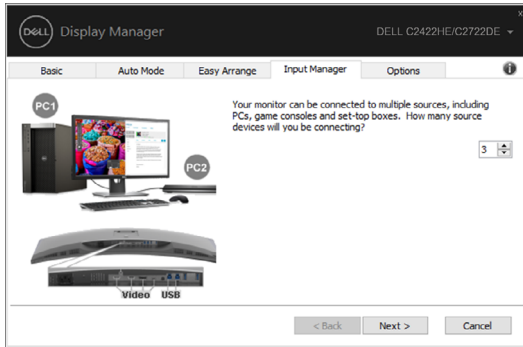 DELL Display Manager
DELL C2422HE/C2722DE
Basic Auto Mode Easy Arrange Input Manager Options
PC1
Your monitor can be connected to multiple sources, including
PCs, game consoles and set-top boxes. How many source
devices will you be connecting?
3
PC2
Video USB
< Back Next > Cancel